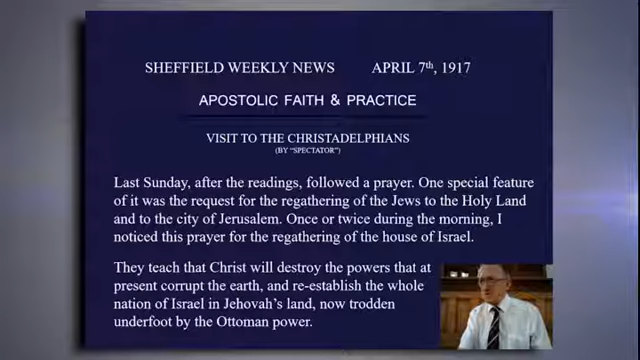 SHEFFIELD WEEKLY NEWS APRIL 7th, 1917
APOSTOLIC FAITH & PRACTICE
VISIT TO THE CHRISTADELPHIANS
(BY "SPECTATOR")
Last Sunday, after the readings, followed a prayer. One special feature
of it was the request for the regathering of the Jews to the Holy Land
and to the city of Jerusalem. Once or twice during the morning, I
noticed this prayer for the regathering of the house of Israel.
They teach that Christ will destroy the powers that at
present corrupt the earth, and re-establish the whole
nation of Israel in Jehovah's land, now trodden
underfoot by the Ottoman power.